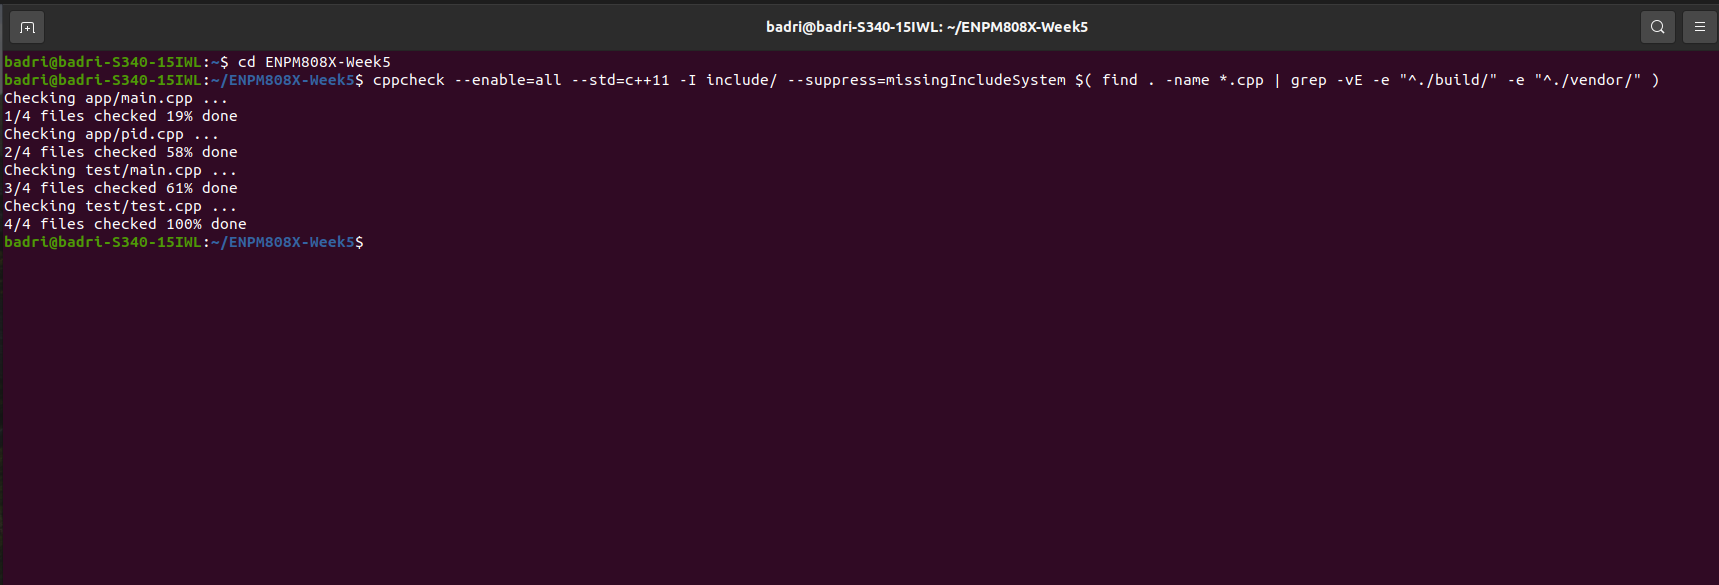 badri@badri-S340-15IWL: ~/ENPM808X-Week5
badri@badri-S340-15IWL:~$ cd ENPM808X-Week5
badri@badri-S340-15IWL:~/ENPM808X-Week5$ cppcheck --enable=all --std=c++11 -I include/ --suppress=missingIncludeSystem $( find . -name *.cpp | grep -vE -e "^./build/" -e "^./vendor/" )
Checking app/main.cpp ...
1/4 files checked 19% done
Checking app/pid.cpp ...
2/4 files checked 58% done
Checking test/main.cpp ...
3/4 files checked 61% done
Checking test/test.cpp ...
4/4 files checked 100% done
badri@badri-S340-15IWL:~/ENPM808X-Week5$